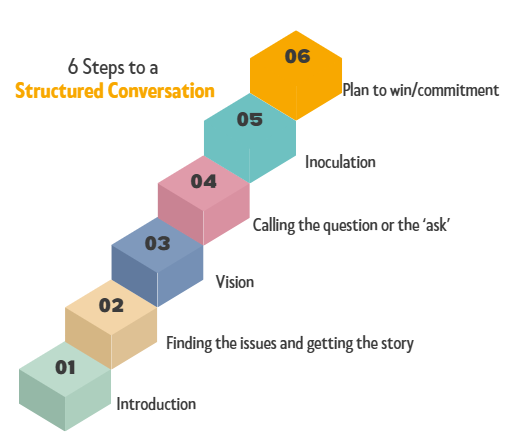 6 Steps to a
Structured Conversation
06
Plan to win/commitment
05
Inoculation
04
Calling the question or the ‘ask’
03
Vision
02
Finding the issues and getting the story
01
Introduction